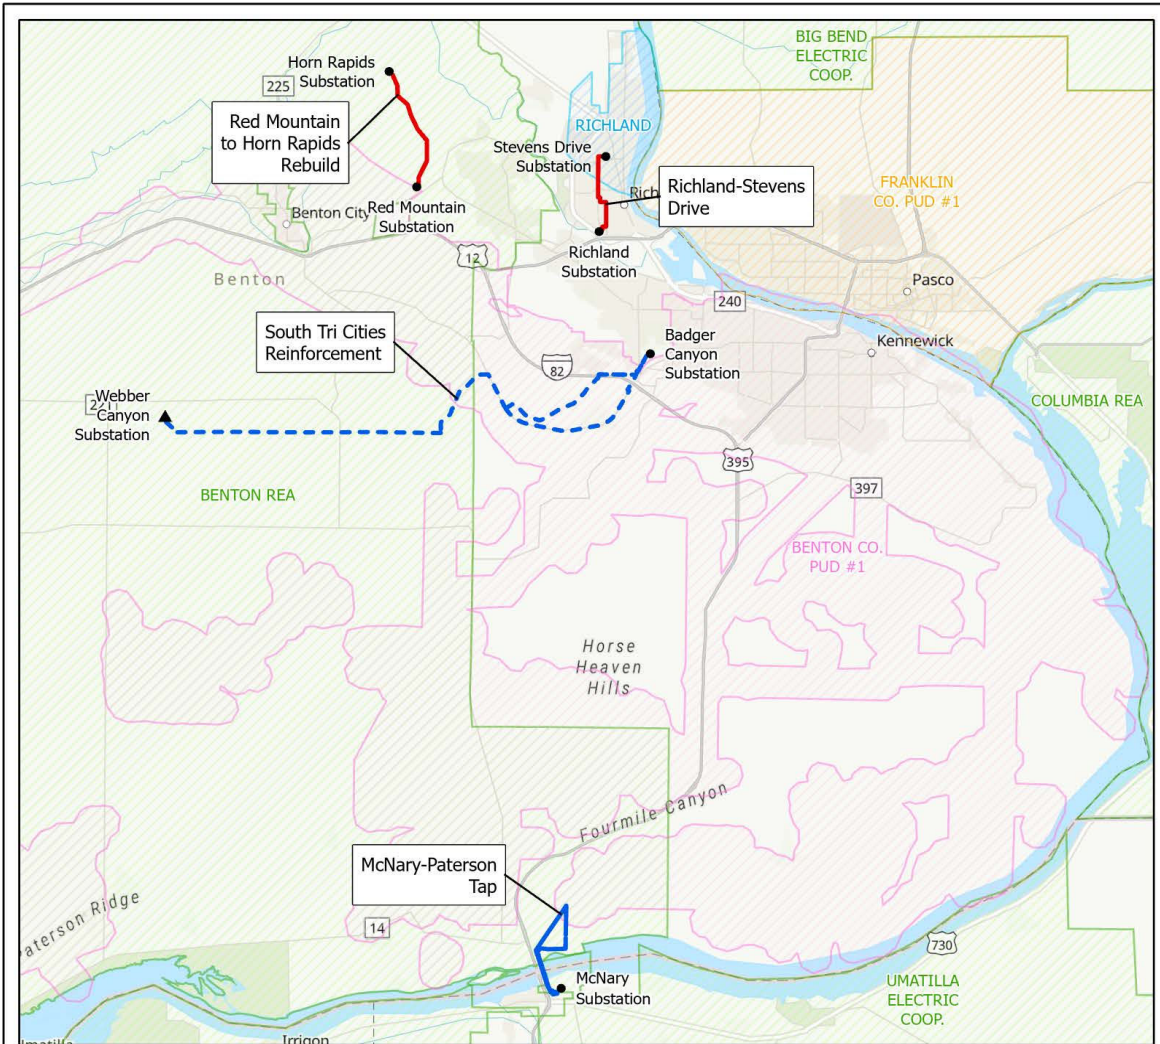 BIG BEND
ELECTRIC
COOP.
Horn Rapids
Substation
225
Red Mountain
to Horn Rapids
Rebuild
RICHLAND
Stevens Drive
Substation
Richland-Stevens
Drive
FRANKLIN
CO. PUD #1
Benton City
Red Mountain
Substation
Richland
Substation
12
Benton
Pasco
240
South Tri Cities
Reinforcement
Badger
Canyon
Substation
Kennewick
82
Webber
Canyon
Substation
COLUMBIA REA
395
397
BENTON REA
BENTON CO.
PUD #1
Horse
Heaven
Hills
Fourmile Canyon
McNary-Paterson
Tap
Paterson Ridge
14
730
McNary
Substation
UMATILLA
ELECTRIC
COOP.
Irrigon